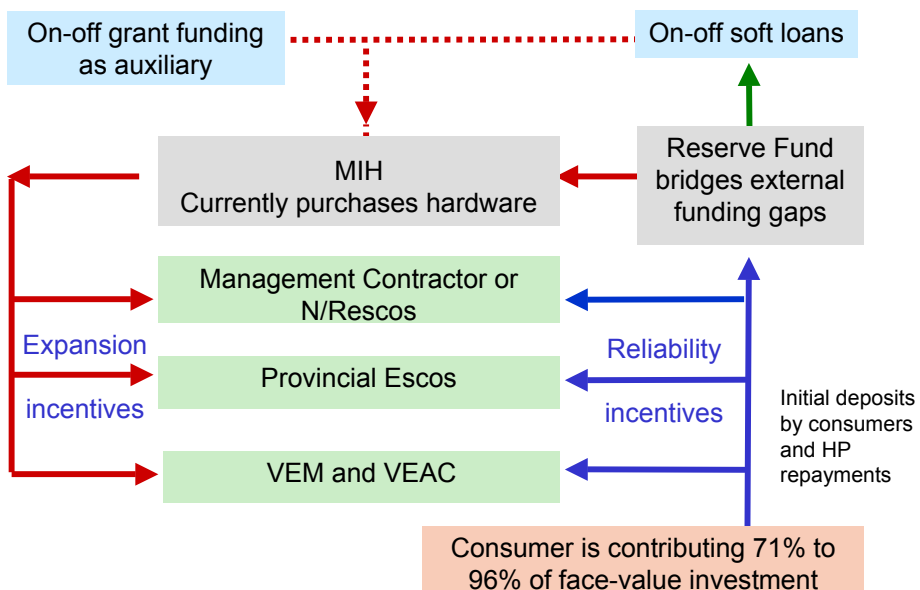 On-off grant funding
as auxiliary
On-off soft loans
MIH
Currently purchases hardware
Reserve Fund
bridges external
funding gaps
Management Contractor or
N/Rescos
Expansion
incentives
Provincial Escos
Reliability
incentives
VEM and VEAC
Initial deposits
by consumers
and HP
repayments
Consumer is contributing 71% to
96% of face-value investment